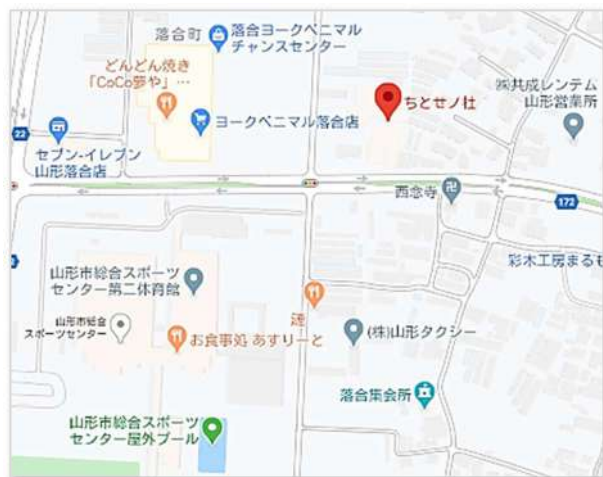 落合町
落合ヨークベニマル
チャンスセンター
どんどん焼き
「CoCo夢や」…
ヨークベニマル落合店
ちとせノ杜
㈱共成レンテム
山形営業所
22
セブン-イレブン
山形落合店
西念寺
172
彩木工房まるも
山形市総合スポーツ
センター第二体育館
山形市総合
スポーツセンター
お食事処 あすりーと
(株)山形タクシー
落合集会所
山形市総合スポーツ
センター屋外プール